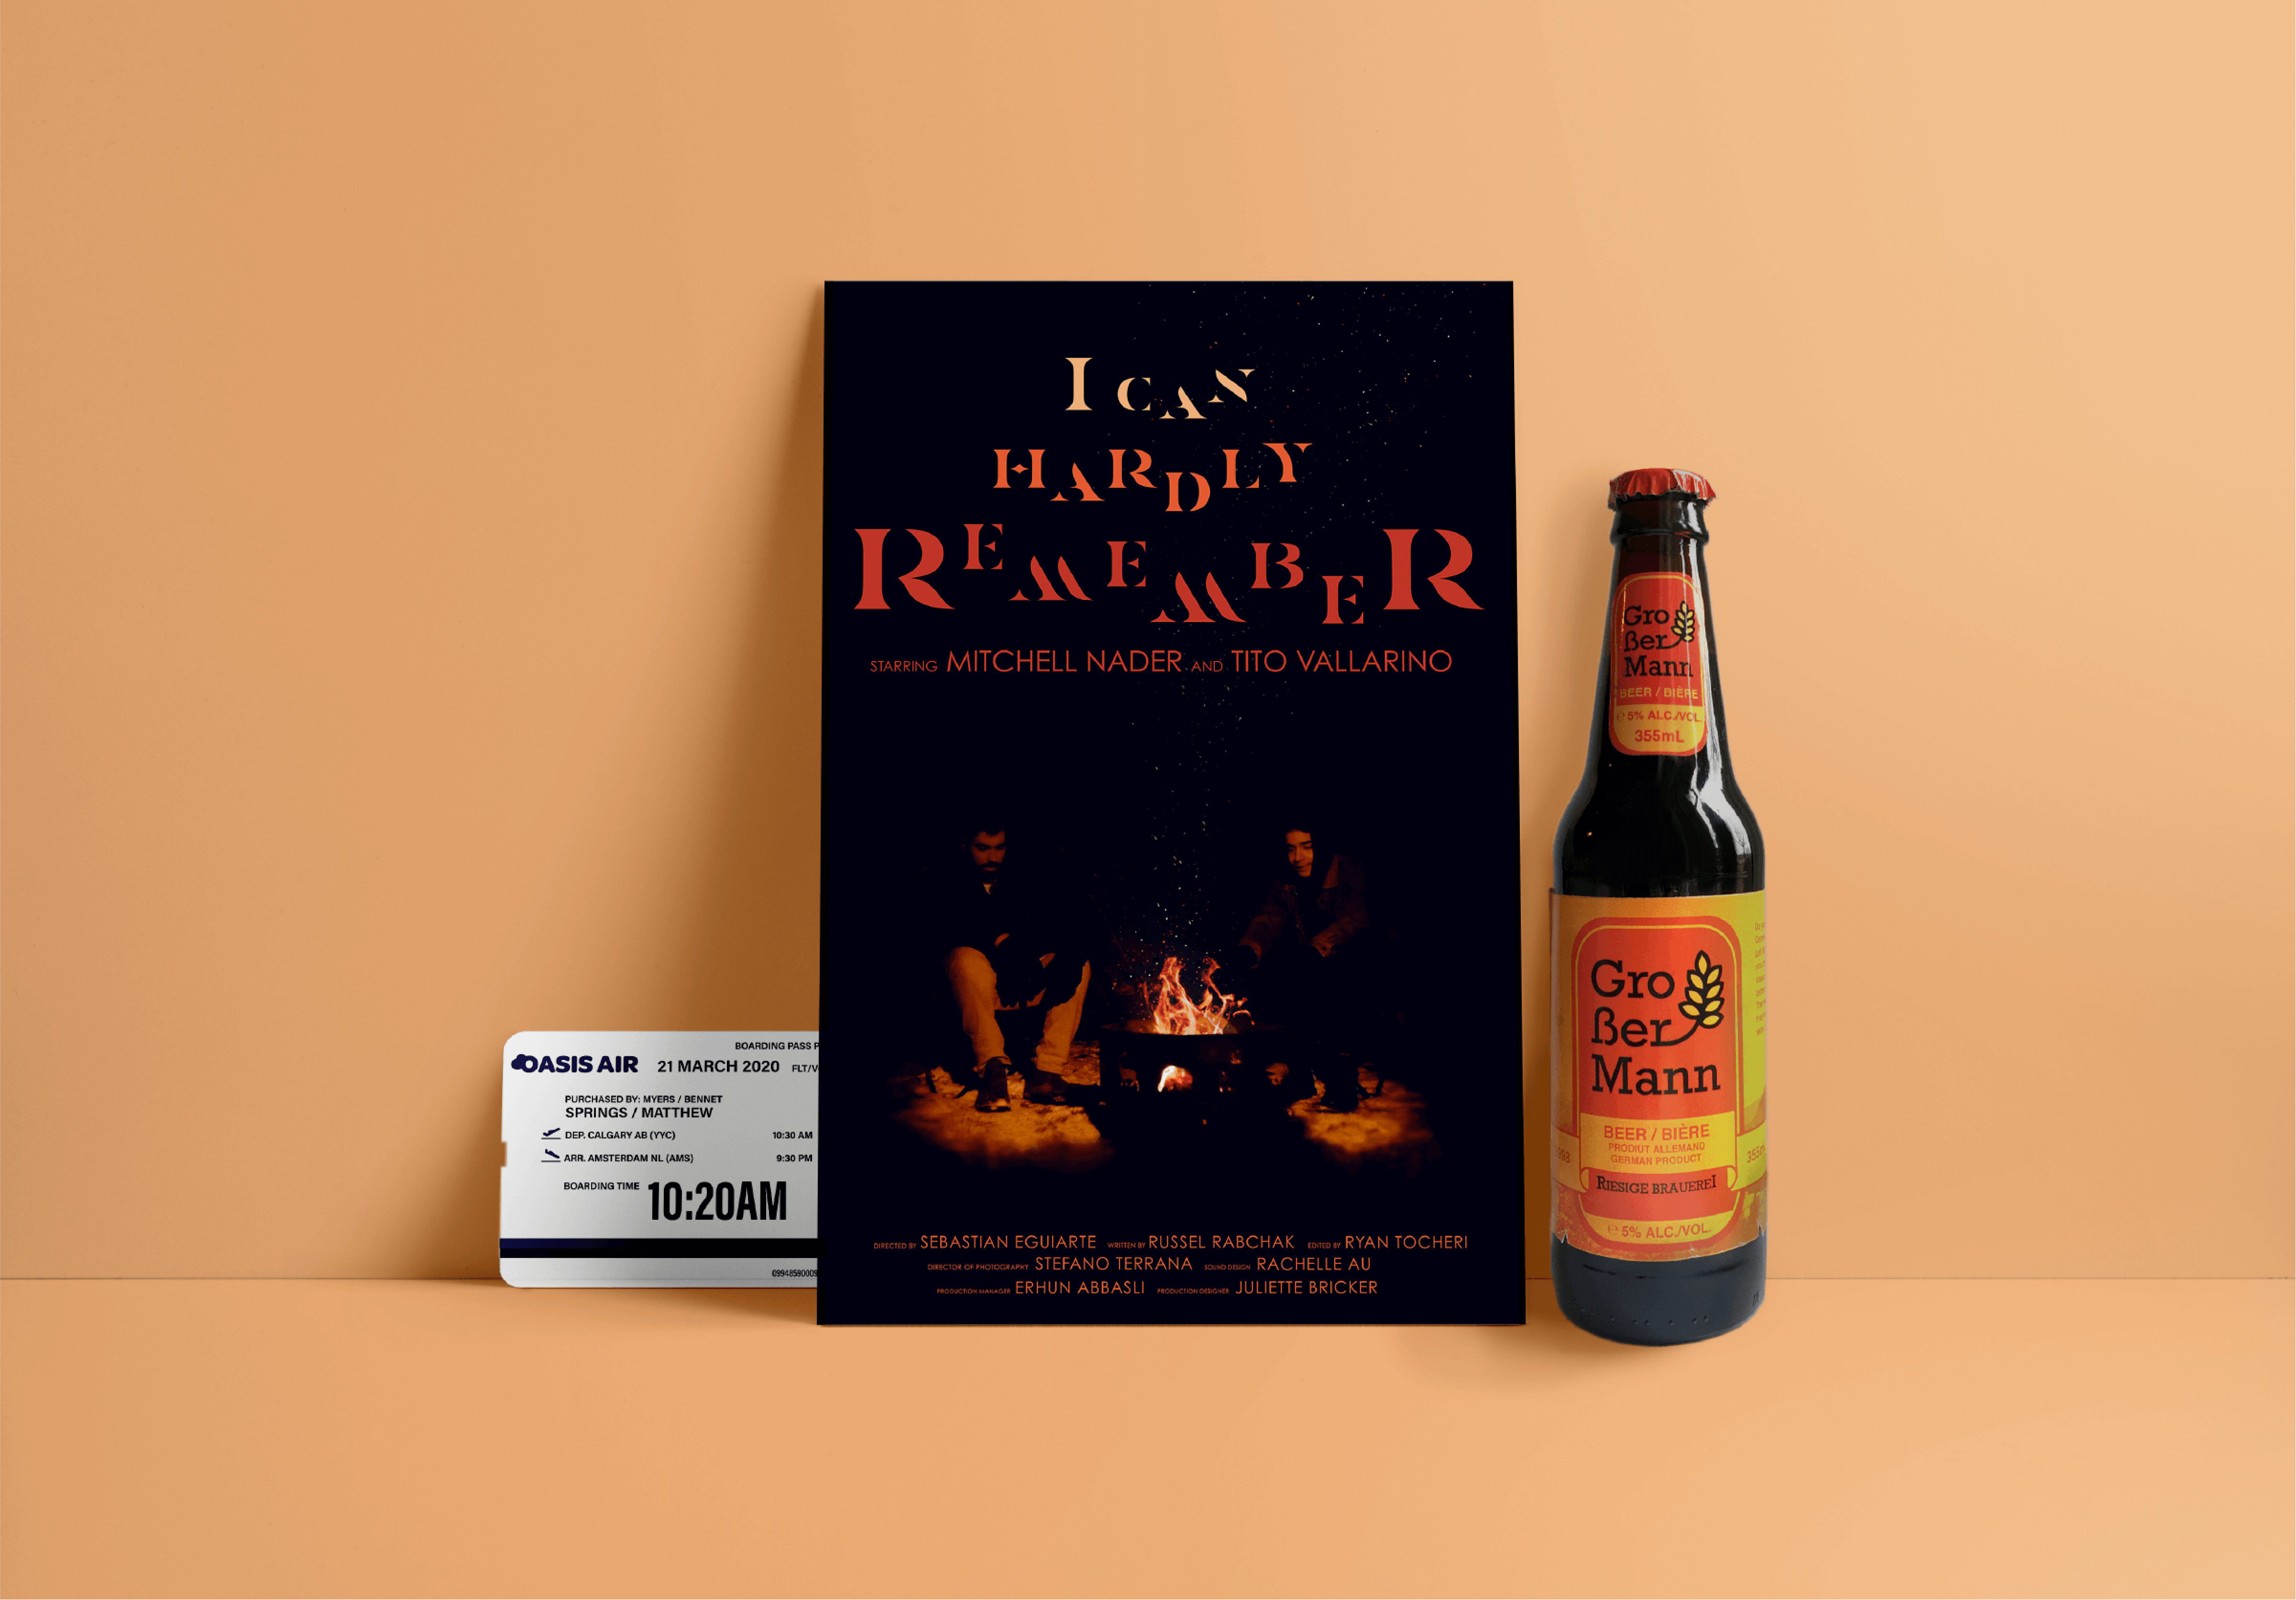 I CAN
HARDLY
REMEMBER
STARRING MITCHELL NADER AND TITO VALLARINO
DIRECTED BY SEBASTIAN EGUIARTE WRITTEN BY RUSSEL RABCHAK EDITED BY RYAN TOCHERI
DIRECTOR OF PHOTOGRAPHY STEFANO TERRANA SOUND DESIGN RACHELLE AU
PRODUCTION MANAGER ERHUN ABBASLI PRODUCTION DESIGNER JULIETTE BRICKER
BOARDING PASS P
OASIS AIR 21 MARCH 2020 FLT/V
PURCHASED BY: MYERS / BENNET
SPRINGS / MATTHEW
DEP. CALGARY AB (YYC) 10:30 AM
ARR. AMSTERDAM NL (AMS) 9:30 PM
BOARDING TIME 10:20AM
0994859000
Gro
ßer
Mann
BEER / BIÈRE
℮ 5% ALC./VOL.
355mL
Gro
ßer
Mann
BEER / BIÈRE
PRODIUT ALLEMAND
GERMAN PRODUCT
RIESIGE BRAUEREI
℮ 5% ALC./VOL.
355m